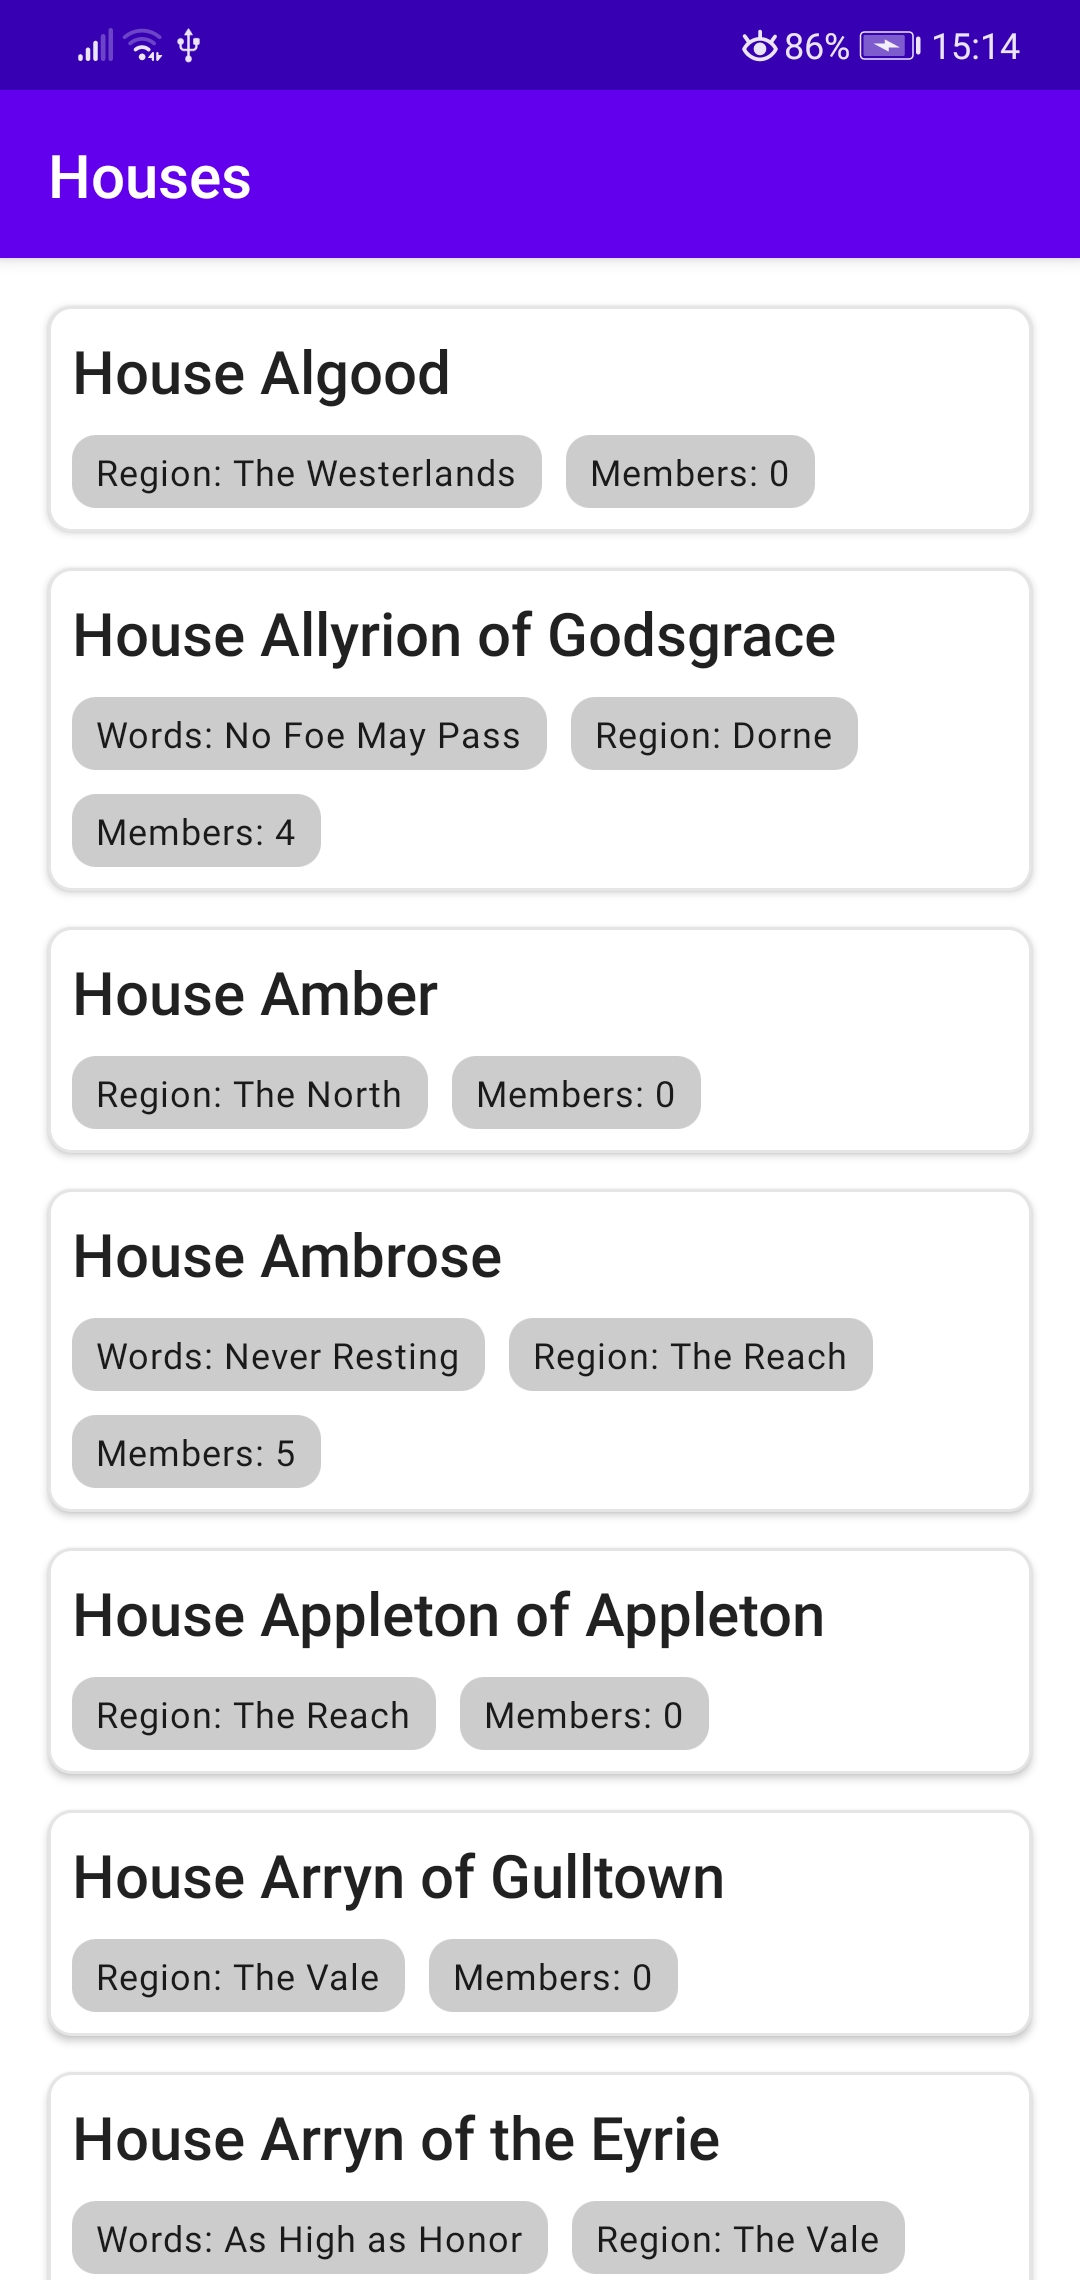 86% 15:14
Houses
House Algood
Region: The Westerlands Members: 0
House Allyrion of Godsgrace
Words: No Foe May Pass Region: Dorne
Members: 4
House Amber
Region: The North Members: 0
House Ambrose
Words: Never Resting Region: The Reach
Members: 5
House Appleton of Appleton
Region: The Reach Members: 0
House Arryn of Gulltown
Region: The Vale Members: 0
House Arryn of the Eyrie
Words: As High as Honor Region: The Vale